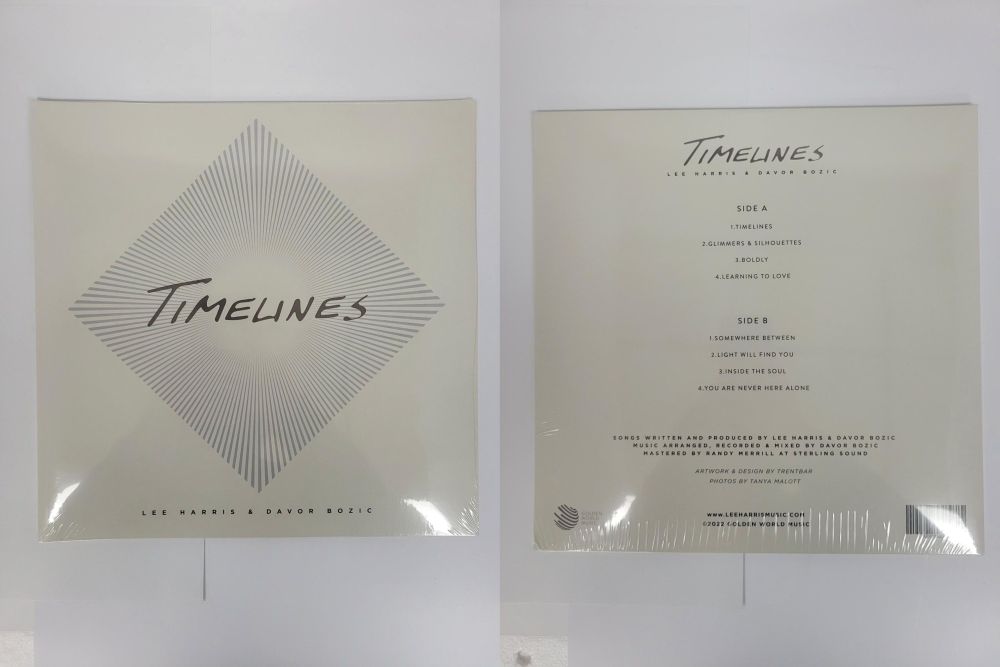 TIMELINES
LEE HARRIS & DAVOR BOZIC
TIMELINES
LEE HARRIS & DAVOR BOZIC
SIDE A
1.TIMELINES
2.GLIMMERS & SILHOUETTES
3.BOLDLY
4.LEARNING TO LOVE
SIDE B
1.SOMEWHERE BETWEEN
2.LIGHT WILL FIND YOU
3.INSIDE THE SOUL
4.YOU ARE NEVER HERE ALONE
SONGS WRITTEN AND PRODUCED BY LEE HARRIS & DAVOR BOZIC
MUSIC ARRANGED, RECORDED & MIXED BY DAVOR BOZIC
MASTERED BY RANDY MERRILL AT STERLING SOUND
ARTWORK & DESIGN BY TRENTBAR
PHOTOS BY TANYA MALOTT
GOLDEN
WORLD
MUSIC
WWW.LEEHARRISMUSIC.COM
©2022 GOLDEN WORLD MUSIC